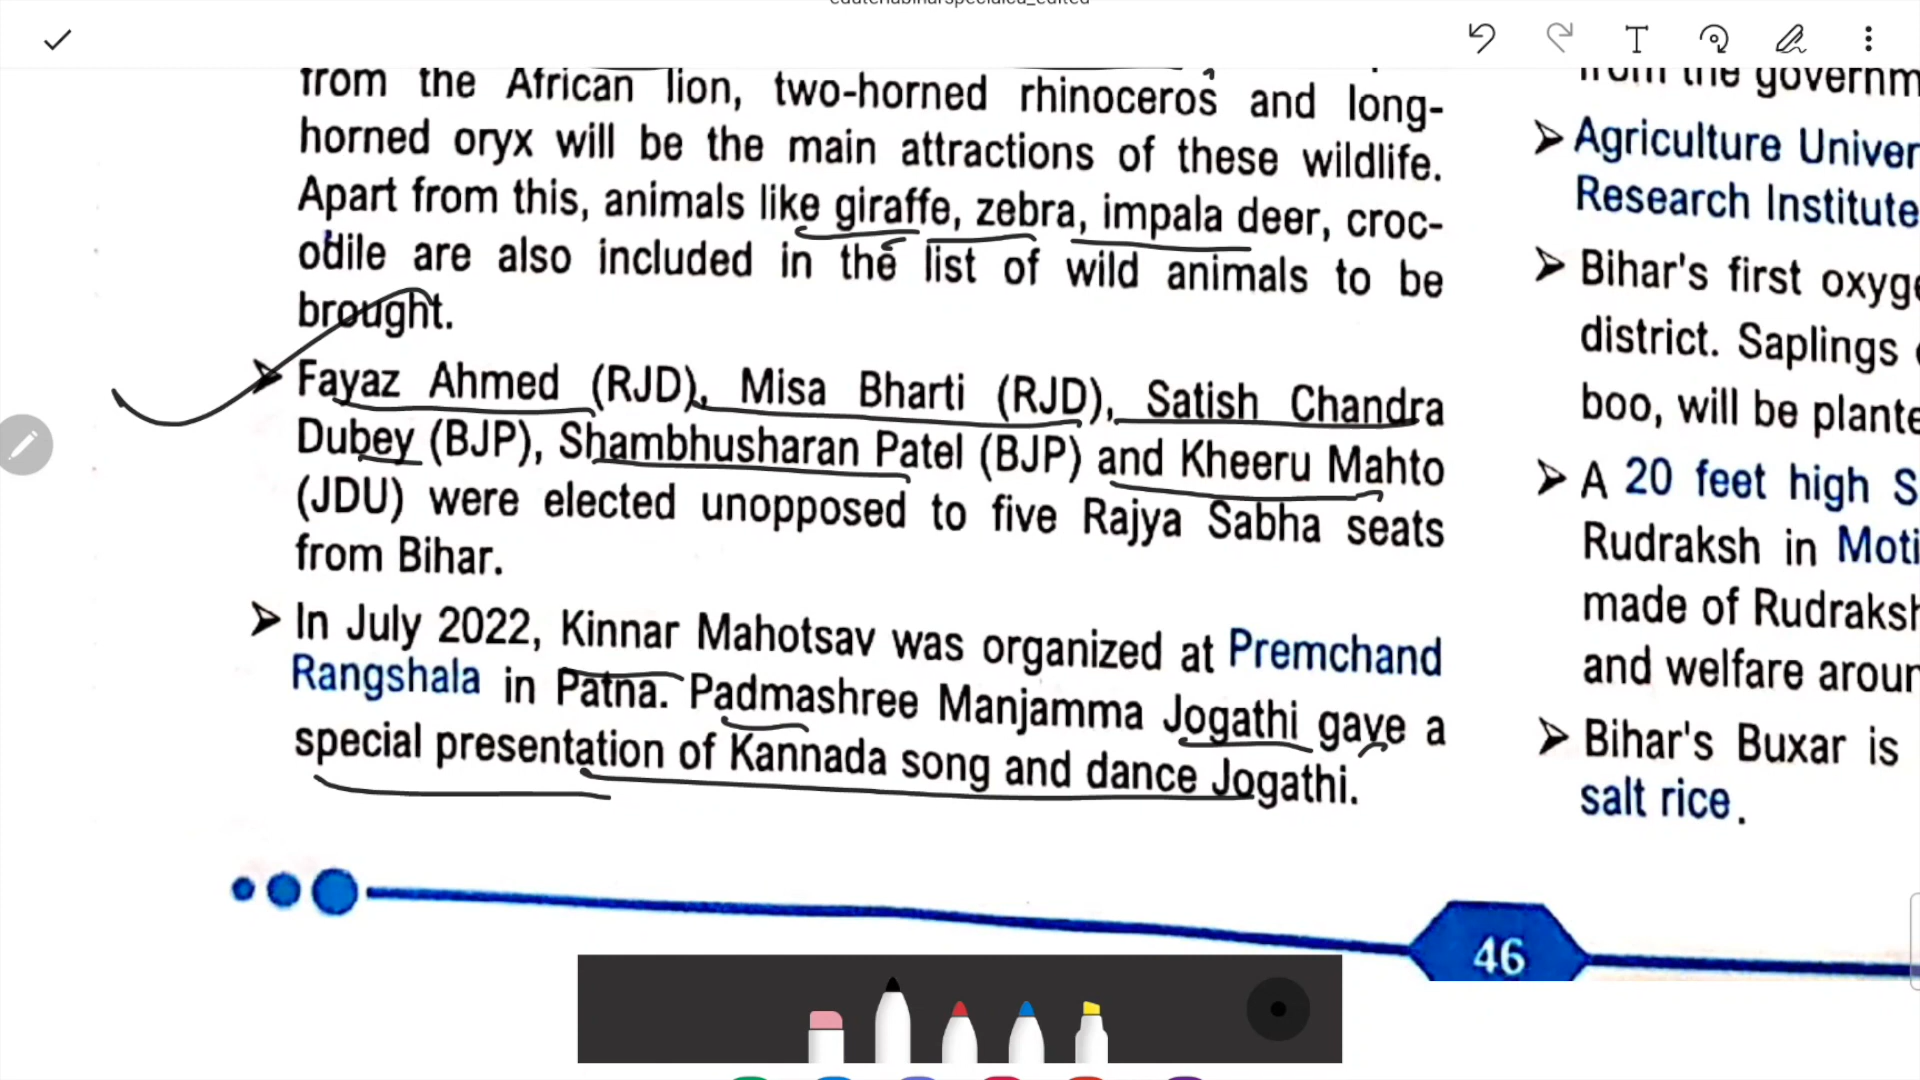 from the African lion, two-horned rhinoceros and long-
horned oryx will be the main attractions of these wildlife.
Apart from this, animals like giraffe, zebra, impala deer, croc-
odile are also included in the list of wild animals to be
brought.
➢ Fayaz Ahmed (RJD), Misa Bharti (RJD), Satish Chandra
Dubey (BJP), Shambhusharan Patel (BJP) and Kheeru Mahto
(JDU) were elected unopposed to five Rajya Sabha seats
from Bihar.
➢ In July 2022, Kinnar Mahotsav was organized at Premchand
Rangshala in Patna. Padmashree Manjamma Jogathi gave a
special presentation of Kannada song and dance Jogathi.
from the governm
➢ Agriculture Univer
Research Institute
➢ Bihar's first oxyge
district. Saplings
boo, will be plante
➢ A 20 feet high S
Rudraksh in Moti
made of Rudraksh
and welfare aroun
➢ Bihar's Buxar is
salt rice.
46